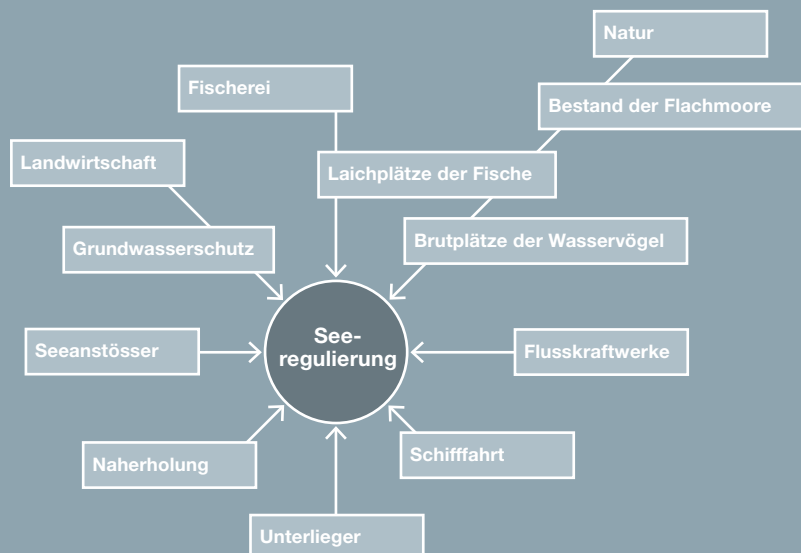 Natur
Fischerei
Bestand der Flachmoore
Landwirtschaft
Laichplätze der Fische
Grundwasserschutz
Brutplätze der Wasservögel
See-
regulierung
Seeanstösser
Flusskraftwerke
Naherholung
Schifffahrt
Unterlieger